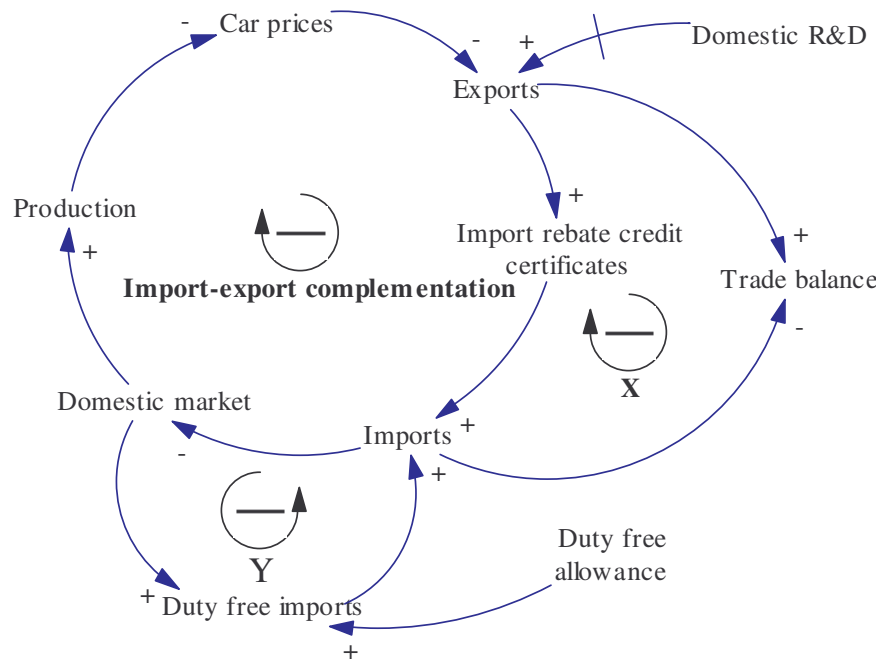 - Car prices
- + Domestic R&D
Exports
Production
+
+
Import rebate credit
certificates
+
Trade balance
-
Import-export complementation
X
Domestic market
-
Imports
+
+
Y
Duty free
allowance
+ Duty free imports
+